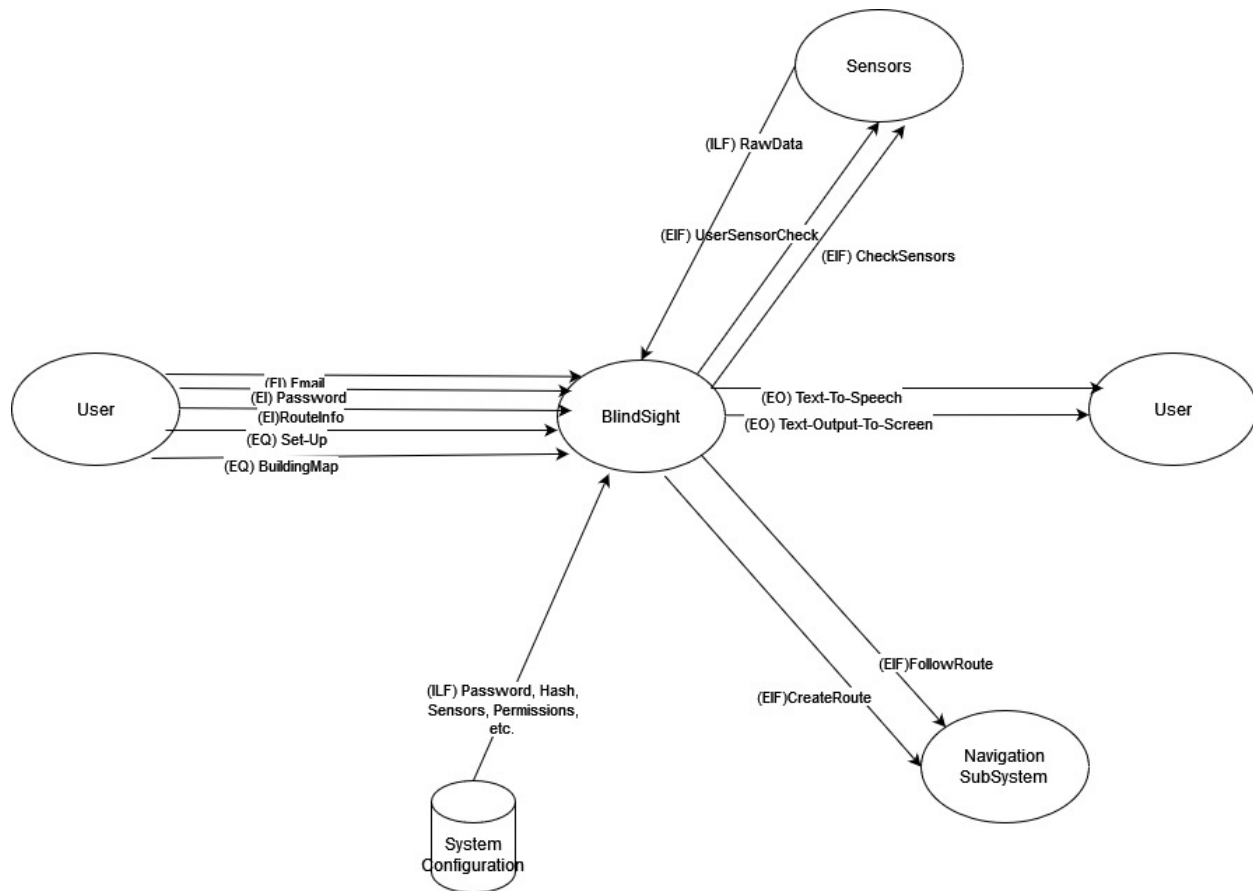 Sensors
(ILF) RawData
(EIF) UserSensorCheck
(EIF) CheckSensors
User
(EI) Email
(EI) Password
(EI)RouteInfo
(EQ) Set-Up
(EQ) BuildingMap
BlindSight
(EO) Text-To-Speech
(EO) Text-Output-To-Screen
User
(EIF)FollowRoute
(EIF)CreateRoute
(ILF) Password, Hash,
Sensors, Permissions,
etc.
Navigation
SubSystem
System
Configuration